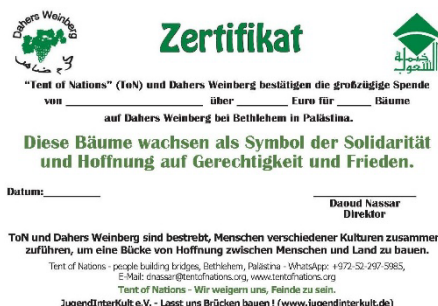 Dahers Weinberg
Zertifikat
"Tent of Nations" (ToN) und Dahers Weinberg bestätigen die großzügige Spende
von ____________ über ________ Euro für _____ Bäume
auf Dahers Weinberg bei Bethlehem in Palästina.
Diese Bäume wachsen als Symbol der Solidarität
und Hoffnung auf Gerechtigkeit und Frieden.
Datum:________
Daoud Nassar
Direktor
ToN und Dahers Weinberg sind bestrebt, Menschen verschiedener Kulturen zusammen
zuführen, um eine Bücke von Hoffnung zwischen Menschen und Land zu bauen.
Tent of Nations - people building bridges, Bethlehem, Palästina - WhatsApp: +972-52-297-5985,
E-Mail: dnassar@tentofnations.org, www.tentofnations.org
Tent of Nations - Wir weigern uns, Feinde zu sein.
JugendInterKult e.V. - Lasst uns Brücken bauen ! (www.jugendinterkult.de)